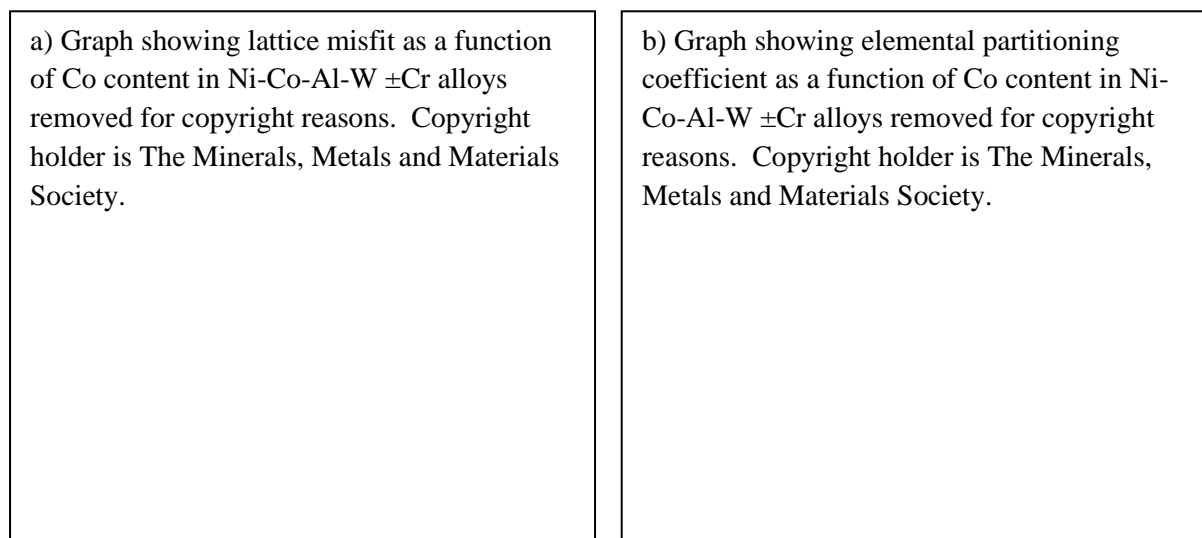 a) Graph showing lattice misfit as a function
of Co content in Ni-Co-Al-W ±Cr alloys
removed for copyright reasons.  Copyright
holder is The Minerals, Metals and Materials
Society.
b) Graph showing elemental partitioning
coefficient as a function of Co content in Ni-
Co-Al-W ±Cr alloys removed for copyright
reasons.  Copyright holder is The Minerals,
Metals and Materials Society.